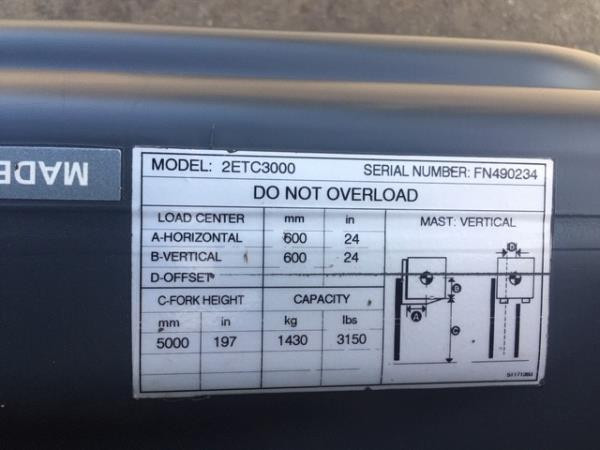 MADE
MODEL: 2ETC3000 SERIAL NUMBER: FN490234
DO NOT OVERLOAD
LOAD CENTER mm in
A-HORIZONTAL 600 24
B-VERTICAL 600 24
D-OFFSET
C-FORK HEIGHT CAPACITY
mm in kg lbs
5000 197 1430 3150
MAST: VERTICAL
D
B
A
C